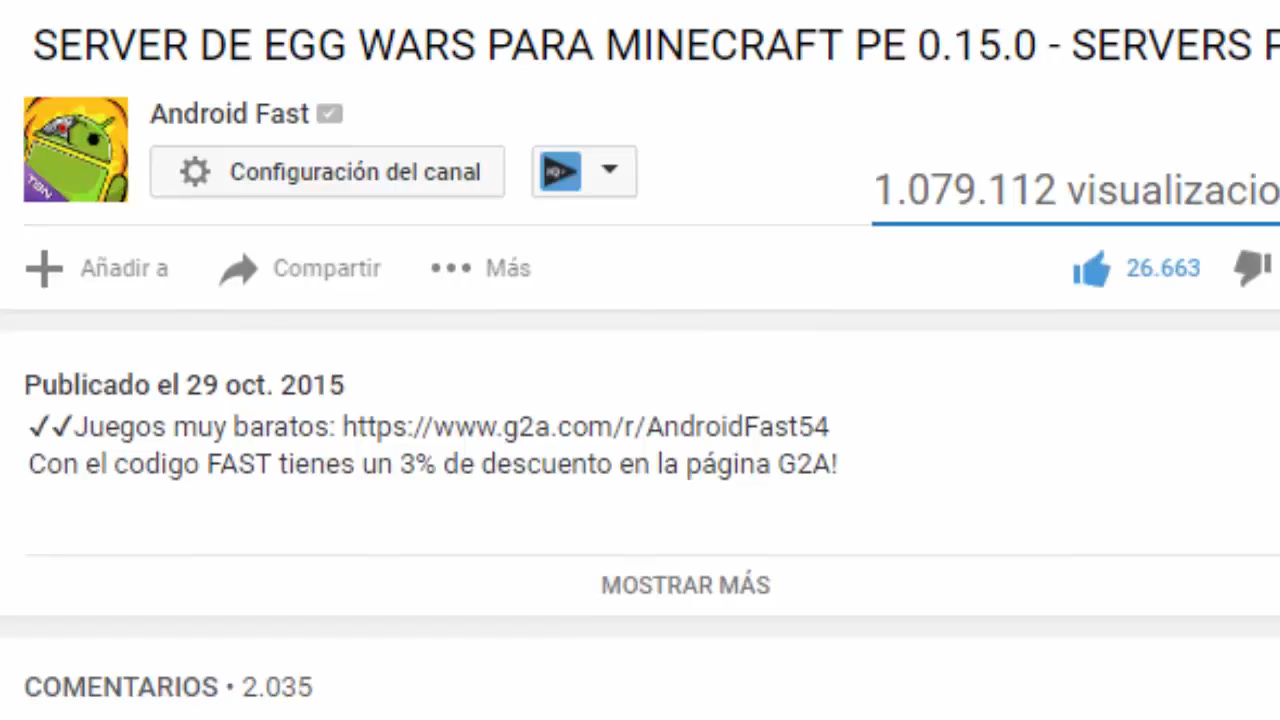 SERVER DE EGG WARS PARA MINECRAFT PE 0.15.0 - SERVERS P
Android Fast
Configuración del canal
TGN
1.079.112 visualizacio
Añadir a
Compartir
Más
26.663
Publicado el 29 oct. 2015
✓✓Juegos muy baratos: https://www.g2a.com/r/AndroidFast54
Con el codigo FAST tienes un 3% de descuento en la página G2A!
MOSTRAR MÁS
COMENTARIOS • 2.035